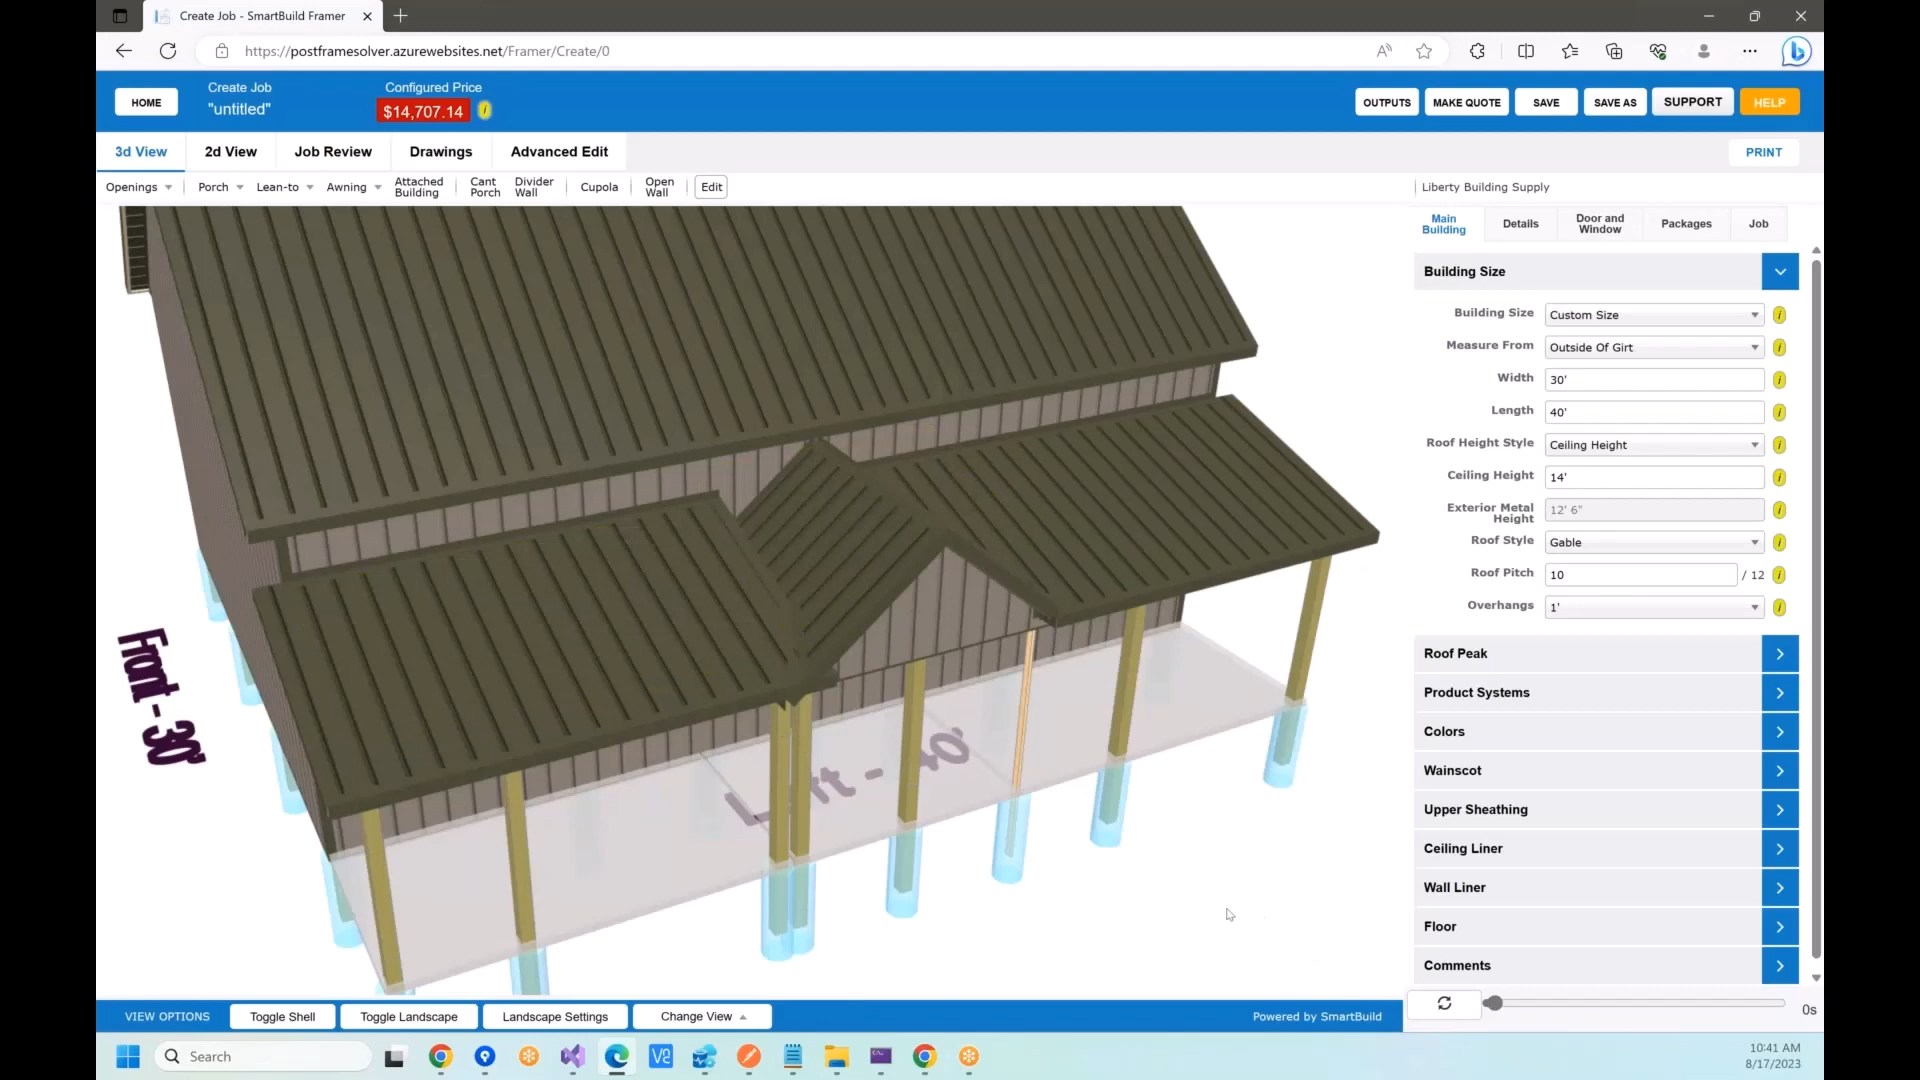 Create Job - SmartBuild Framer
https://postframesolver.azurewebsites.net/Framer/Create/0
HOME
Create Job
"untitled"
Configured Price
$14,707.14
i
OUTPUTS
MAKE QUOTE
SAVE
SAVE AS
SUPPORT
HELP
3d View
2d View
Job Review
Drawings
Advanced Edit
PRINT
Openings
Porch
Lean-to
Awning
Attached
Building
Cant
Porch
Divider
Wall
Cupola
Open
Wall
Edit
Liberty Building Supply
Main
Building
Details
Door and
Window
Packages
Job
Building Size
Building Size
Custom Size
i
Measure From
Outside Of Girt
i
Width
30'
i
Length
40'
i
Roof Height Style
Ceiling Height
i
Ceiling Height
14'
i
Exterior Metal
Height
12' 6"
i
Roof Style
Gable
i
Roof Pitch
10
/ 12
i
Overhangs
1'
i
Roof Peak
Product Systems
Colors
Wainscot
Upper Sheathing
Ceiling Liner
Wall Liner
Floor
Comments
0s
Front - 30'
VIEW OPTIONS
Toggle Shell
Toggle Landscape
Landscape Settings
Change View
Powered by SmartBuild
Search
10:41 AM
8/17/2023